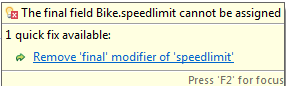 The final field Bike.speedlimit cannot be assigned
1 quick fix available:
Remove 'final' modifier of 'speedlimit'
Press 'F2' for focus